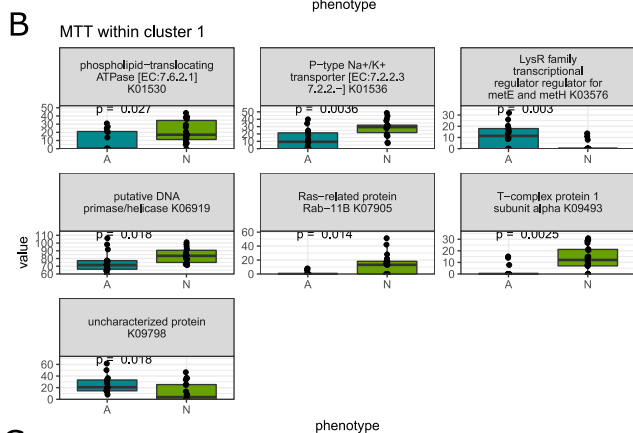 phenotype
B
MTT within cluster 1
phospholipid−translocating
ATPase [EC:7.6.2.1]
K01530
50
40
30
20
10
0
p = 0.027
A N
P−type Na+/K+
transporter [EC:7.2.2.3
7.2.2.−] K01536
50
40
30
20
10
0
p = 0.0036
A N
LysR family
transcriptional
regulator regulator for
metE and metH K03576
30
20
10
0
p = 0.003
A N
value
putative DNA
primase/helicase K06919
110
100
90
80
70
60
p = 0.018
A N
Ras−related protein
Rab−11B K07905
60
40
20
0
p = 0.014
A N
T−complex protein 1
subunit alpha K09493
30
20
10
0
p = 0.0025
A N
uncharacterized protein
K09798
60
40
20
0
p = 0.018
A N
phenotype